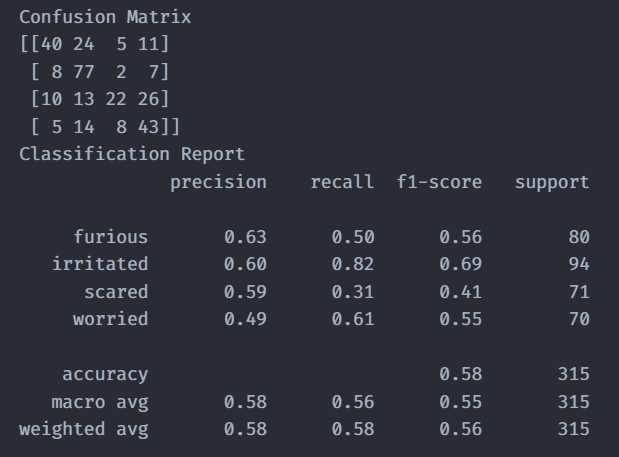 Confusion Matrix
[[40 24  5 11]
 [ 8 77  2  7]
 [10 13 22 26]
 [ 5 14  8 43]]
Classification Report
              precision    recall  f1-score   support

     furious       0.63      0.50      0.56        80
   irritated       0.60      0.82      0.69        94
      scared       0.59      0.31      0.41        71
     worried       0.49      0.61      0.55        70

    accuracy                           0.58       315
   macro avg       0.58      0.56      0.55       315
weighted avg       0.58      0.58      0.56       315